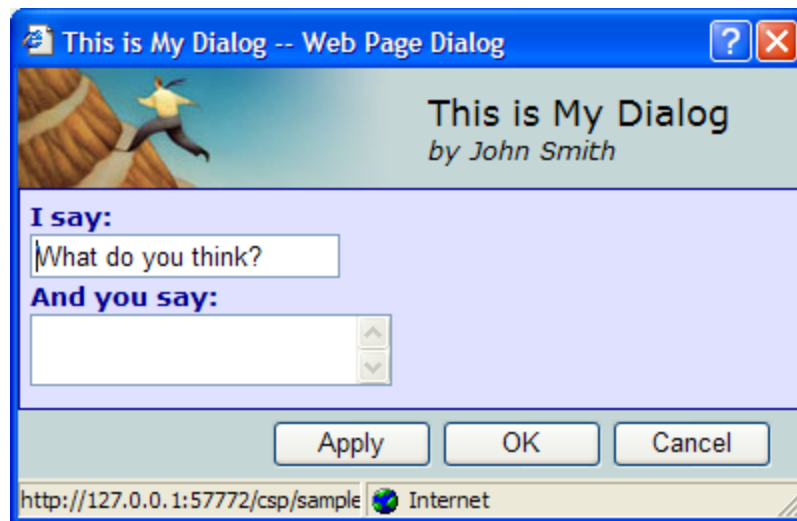 This is My Dialog -- Web Page Dialog
This is My Dialog
by John Smith
I say:
What do you think?
And you say:
Apply OK Cancel
http://127.0.0.1:57772/csp/sample Internet